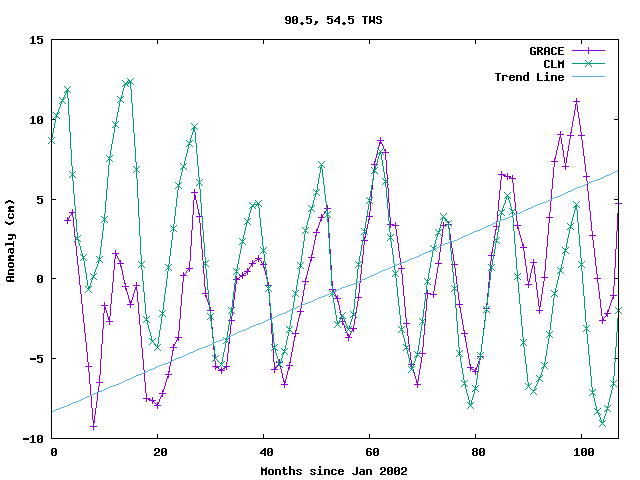 90.5, 54.5 TWS
15
10
5
0
-5
-10
Anomaly (cm)
GRACE
CLM
Trend Line
0 20 40 60 80 100
Months since Jan 2002